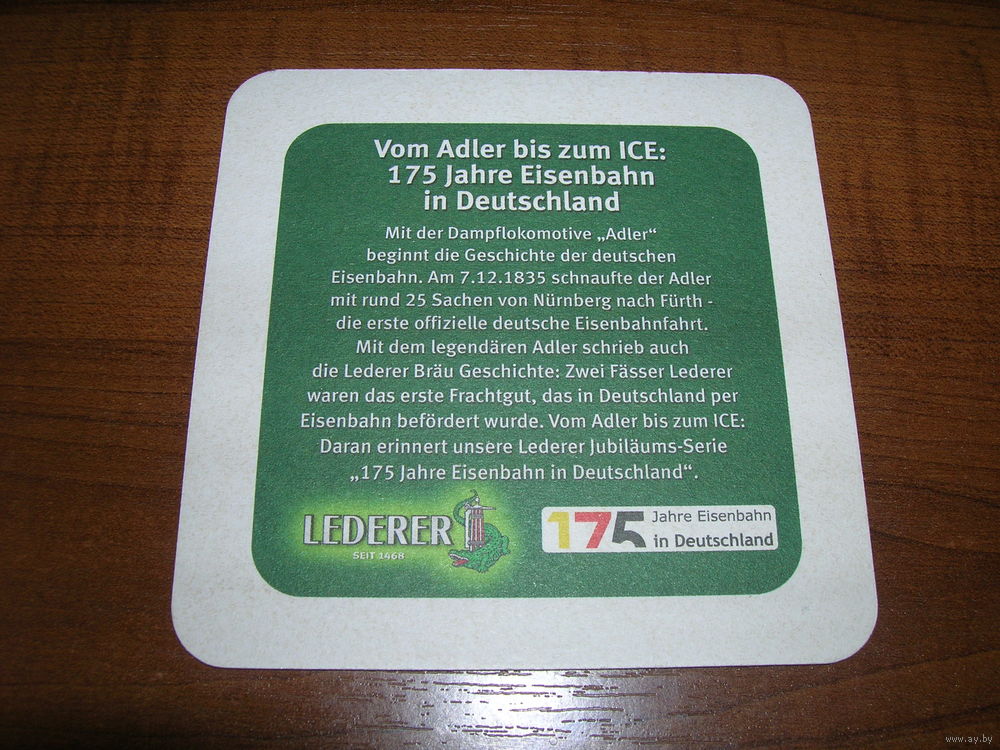 Vom Adler bis zum ICE:
175 Jahre Eisenbahn
in Deutschland
Mit der Dampflokomotive „Adler“
beginnt die Geschichte der deutschen
Eisenbahn. Am 7.12.1835 schnaufte der Adler
mit rund 25 Sachen von Nürnberg nach Fürth -
die erste offizielle deutsche Eisenbahnfahrt.
Mit dem legendären Adler schrieb auch
die Lederer Bräu Geschichte: Zwei Fässer Lederer
waren das erste Frachtgut, das in Deutschland per
Eisenbahn befördert wurde. Vom Adler bis zum ICE:
Daran erinnert unsere Lederer Jubiläums-Serie
„175 Jahre Eisenbahn in Deutschland“.
LEDERER
SEIT 1468
175 Jahre Eisenbahn
in Deutschland
www.ay.by